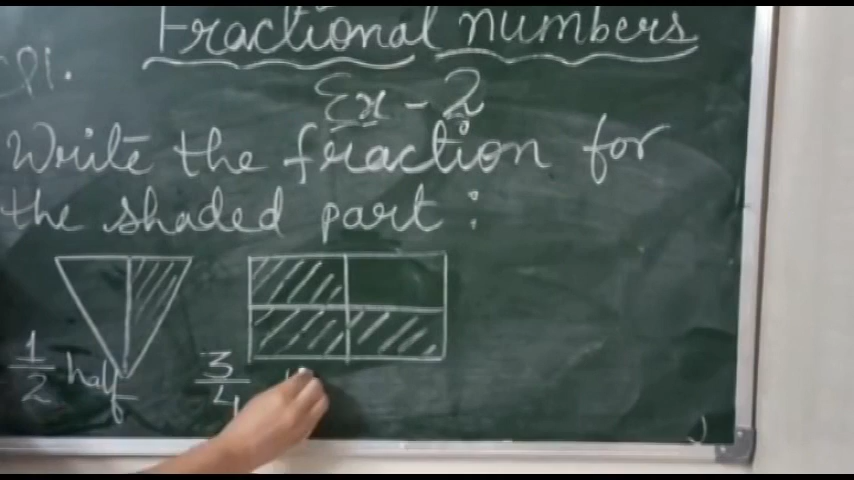 Fractional numbers
Ex - 2
Write the fraction for
the shaded part :
1/2 half
3/4